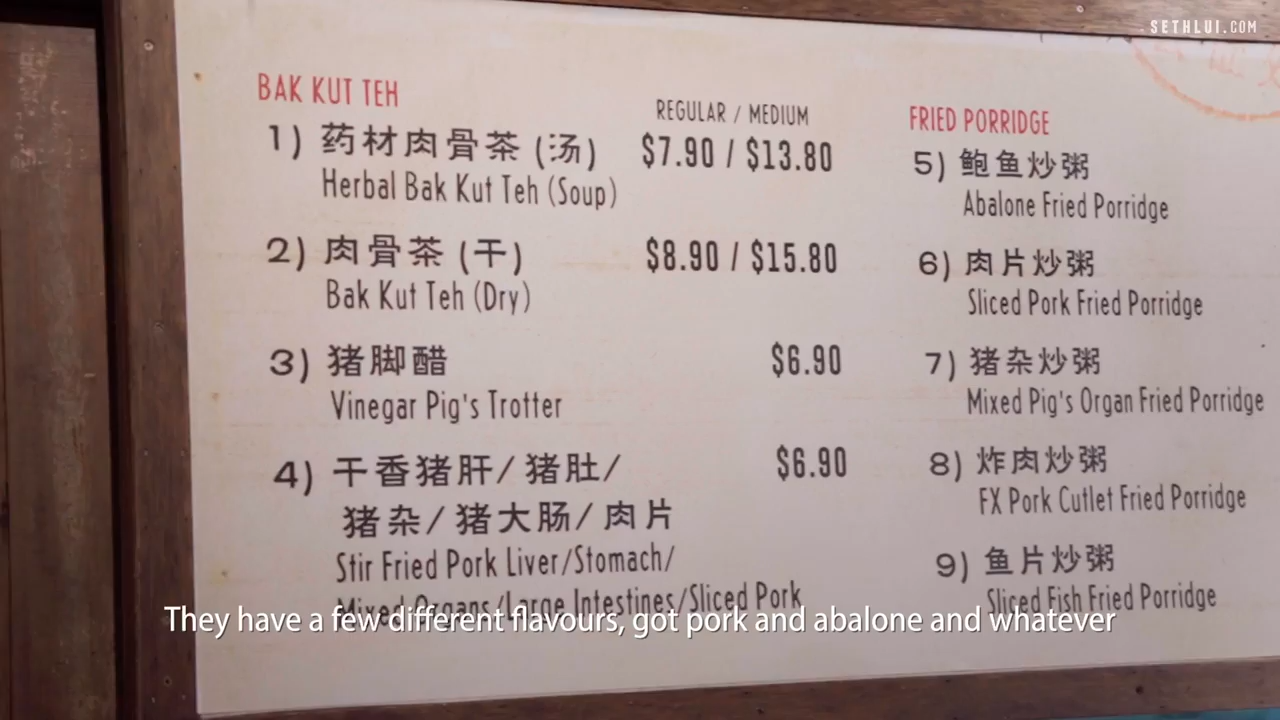 SETHLUI.COM
BAK KUT TEH
REGULAR / MEDIUM
1) 药材肉骨茶 (汤) $7.90 / $13.80
Herbal Bak Kut Teh (Soup)
2) 肉骨茶 (干) $8.90 / $15.80
Bak Kut Teh (Dry)
3) 猪脚醋 $6.90
Vinegar Pig's Trotter
4) 干香猪肝/ 猪肚/ $6.90
猪杂/ 猪大肠/ 肉片
Stir Fried Pork Liver/Stomach/
Mixed Organs/Large Intestines/Sliced Pork
FRIED PORRIDGE
5) 鲍鱼炒粥
Abalone Fried Porridge
6) 肉片炒粥
Sliced Pork Fried Porridge
7) 猪杂炒粥
Mixed Pig's Organ Fried Porridge
8) 炸肉炒粥
FX Pork Cutlet Fried Porridge
9) 鱼片炒粥
Sliced Fish Fried Porridge
They have a few different flavours, got pork and abalone and whatever